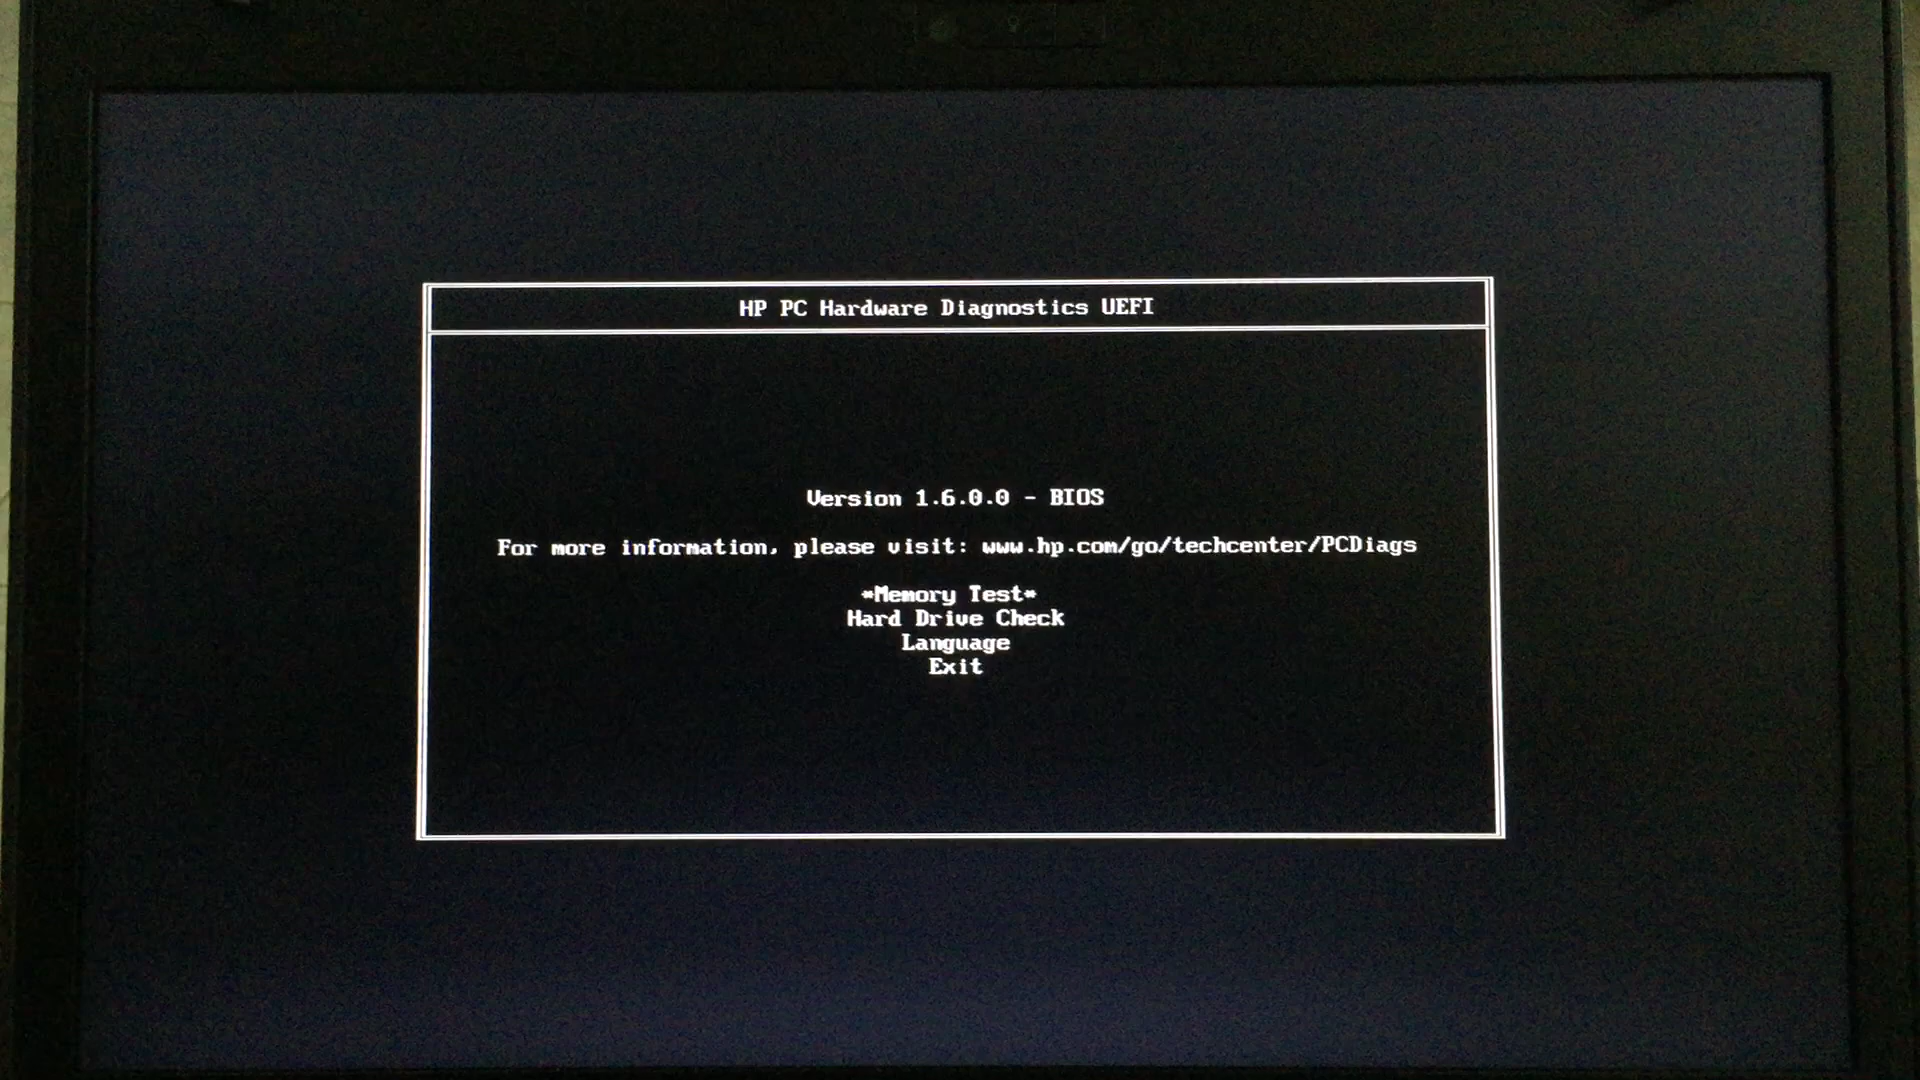 HP PC Hardware Diagnostics UEFI
Version 1.6.0.0 - BIOS
For more information, please visit: www.hp.com/go/techcenter/PCDiags
*Memory Test*
Hard Drive Check
Language
Exit